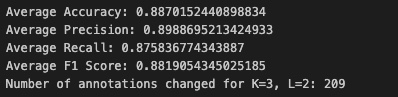 Average Accuracy: 0.8870152440898834
Average Precision: 0.8988695213424933
Average Recall: 0.875836774343887
Average F1 Score: 0.8819054345025185
Number of annotations changed for K=3, L=2: 209